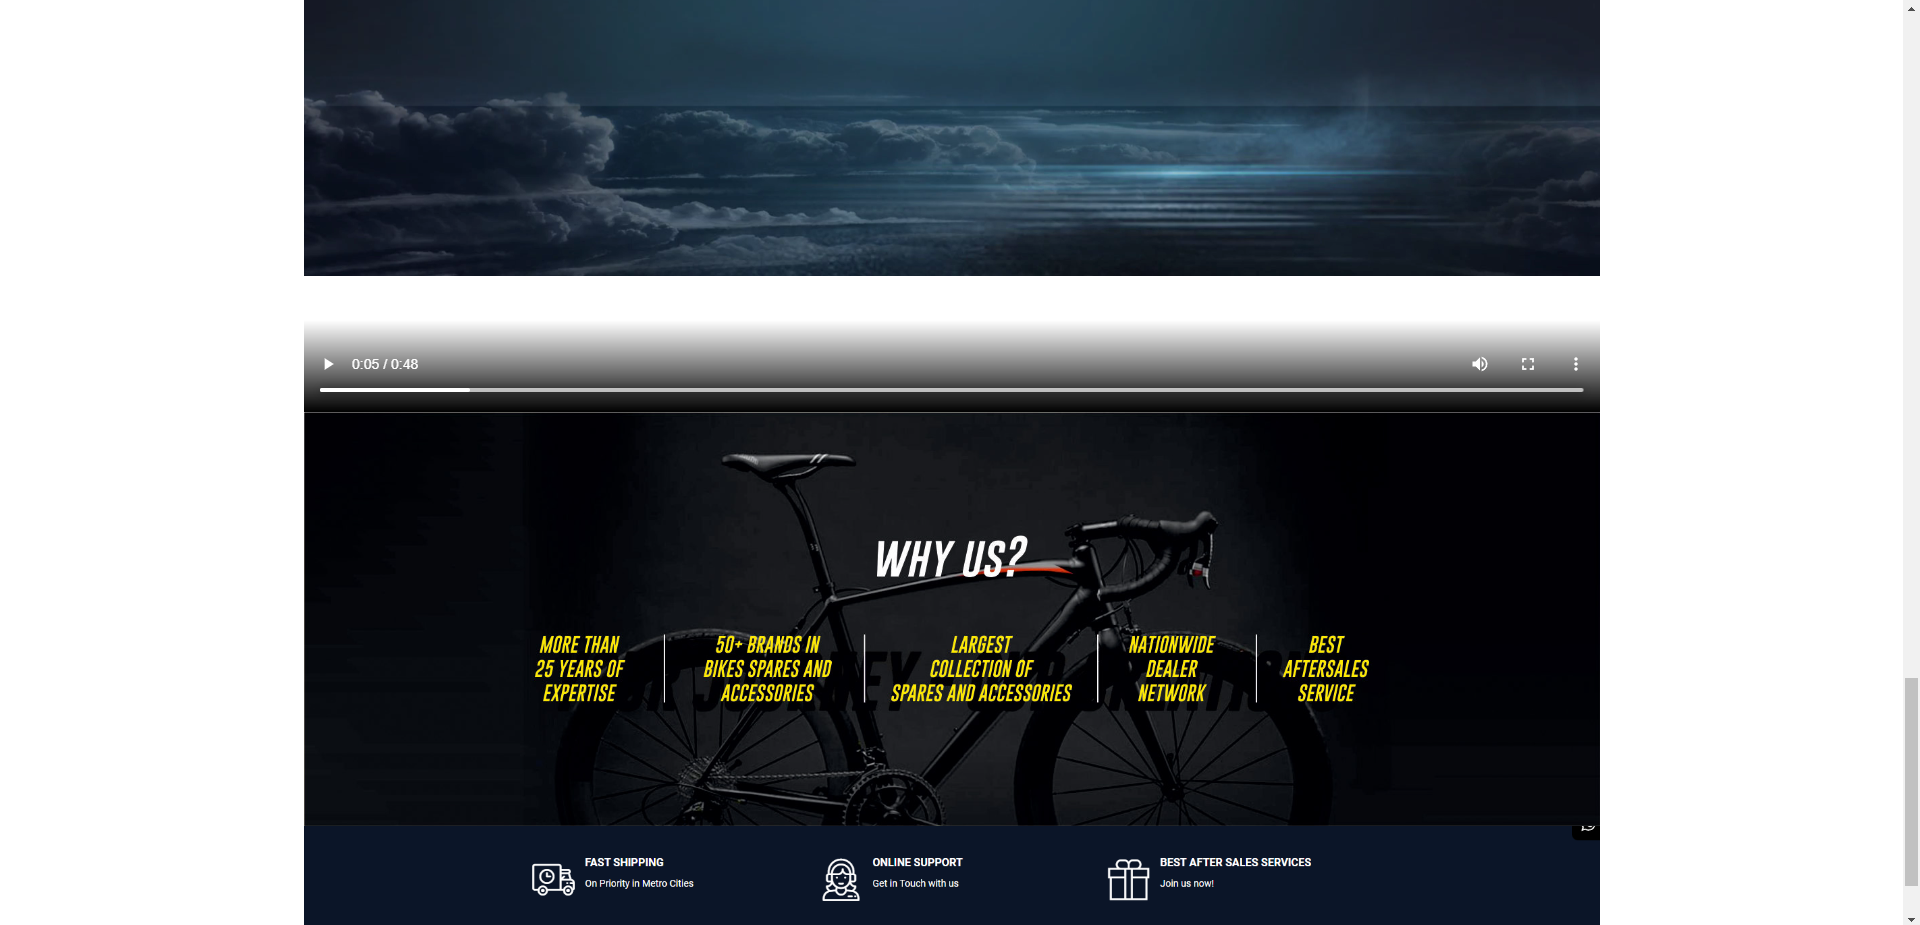 0:05 / 0:48
WHY US?
MORE THAN
25 YEARS OF
EXPERTISE
50+ BRANDS IN
BIKES SPARES AND
ACCESSORIES
LARGEST
COLLECTION OF
SPARES AND ACCESSORIES
NATIONWIDE
DEALER
NETWORK
BEST
AFTERSALES
SERVICE
FAST SHIPPING
On Priority in Metro Cities
ONLINE SUPPORT
Get in Touch with us
BEST AFTER SALES SERVICES
Join us now!